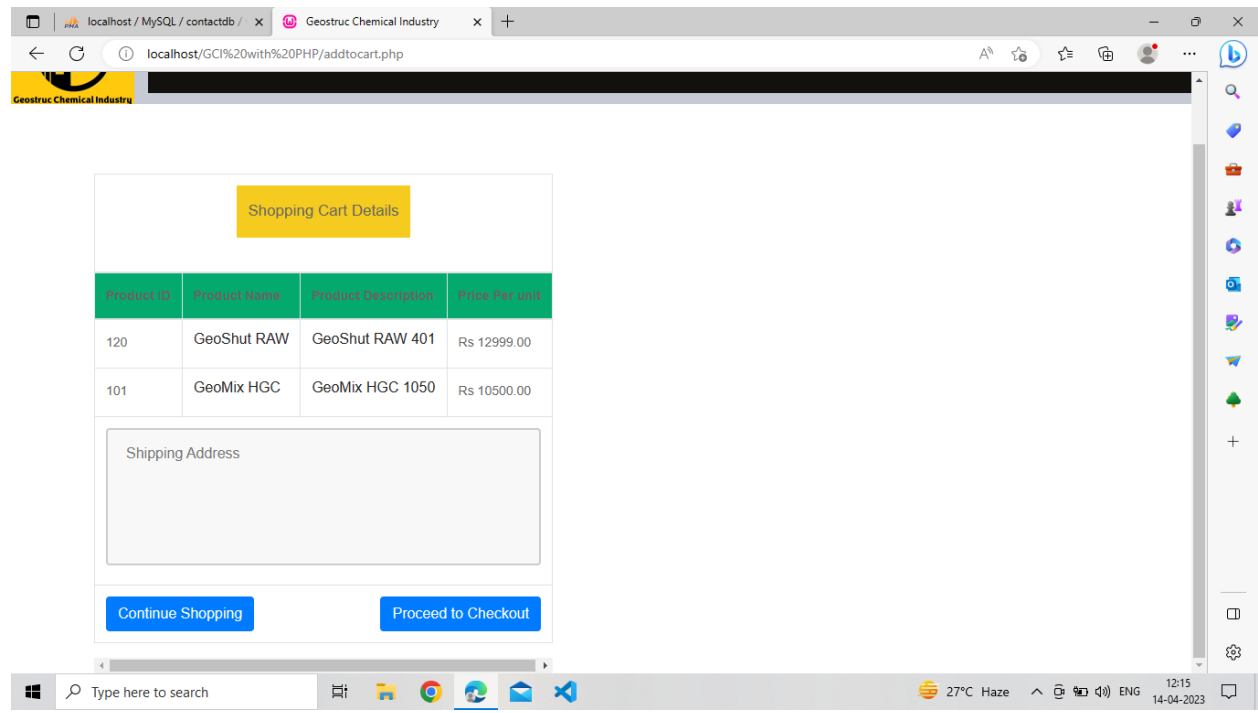 localhost / MySQL / contactdb /
Geostruc Chemical Industry
localhost/GCI%20with%20PHP/addtocart.php
Geostruc Chemical Industry
Shopping Cart Details
Product ID Product Name Product Description Price Per unit
120 GeoShut RAW GeoShut RAW 401 Rs 12999.00
101 GeoMix HGC GeoMix HGC 1050 Rs 10500.00
Shipping Address
Continue Shopping Proceed to Checkout
Type here to search
27°C Haze
ENG
12:15
14-04-2023